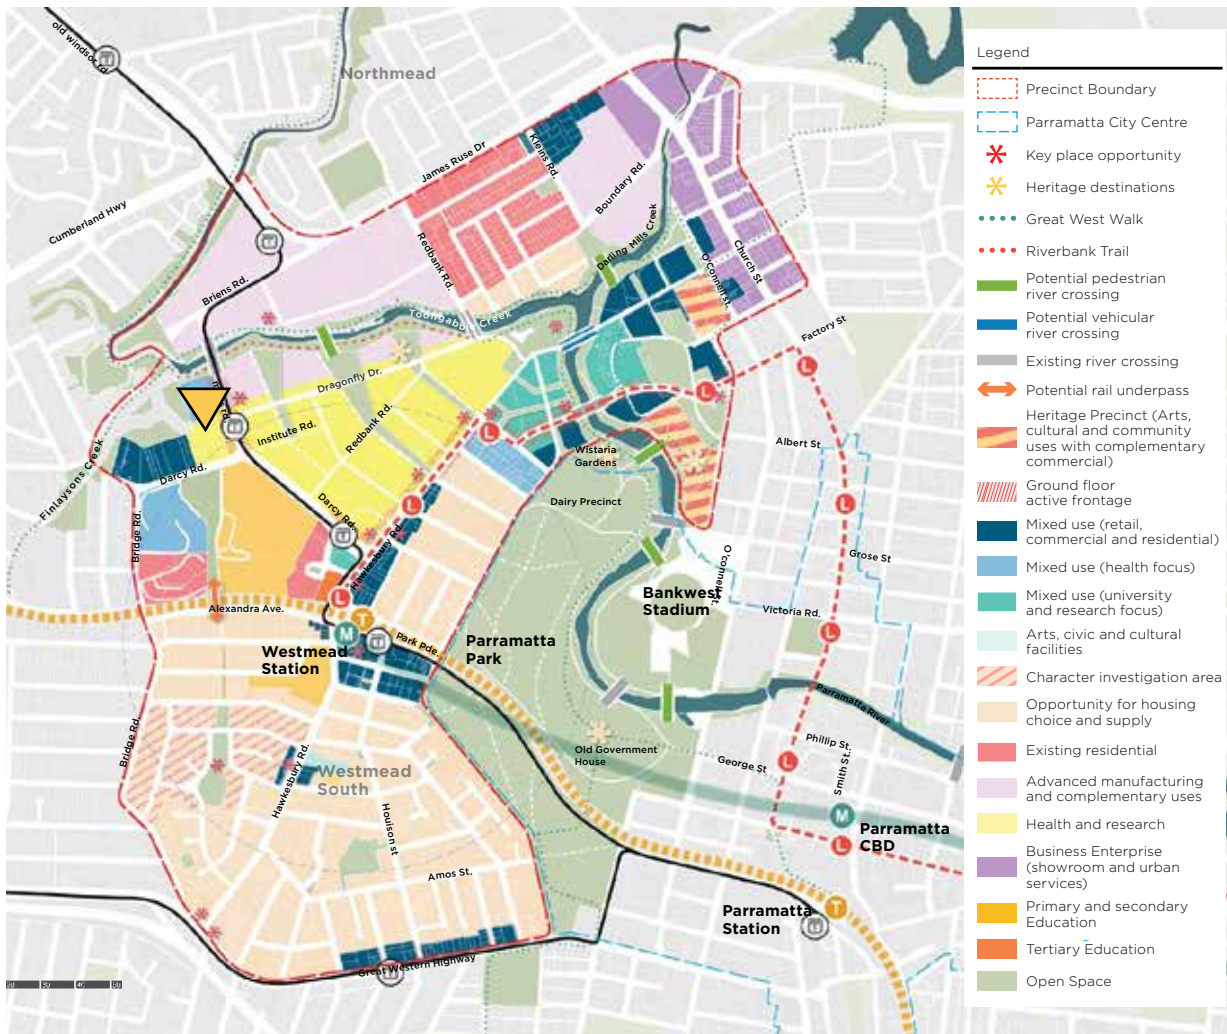 old windsor rd.
Northmead
Cumberland Hwy
James Ruse Dr
Kleins Rd.
Boundary Rd.
Redbank Rd.
Darling Mills Creek
O'Connell st.
Church St
Briens Rd.
Toongabbie Creek
Factory St
Dragonfly Dr.
Institute Rd.
Redbank Rd.
Darcy Rd.
Finlaysons Creek
Wistaria
Gardens
Albert St
Dairy Precinct
Darcy Rd.
Bridge Rd.
Hawkesbury Rd.
Grose St
O'connell St.
Bankwest
Stadium
Victoria Rd.
Alexandra Ave.
L
T
M
Park Pde.
Westmead
Station
Parramatta
Park
Parramatta River
Bridge Rd.
Old Government
House
Phillip St.
George St
Smith St.
Hawkesbury Rd.
Westmead
South
Houison st
M
Parramatta
CBD
L
Amos St.
Parramatta
Station
T
Great Western Highway
Legend
Precinct Boundary
Parramatta City Centre
Key place opportunity
Heritage destinations
Great West Walk
Riverbank Trail
Potential pedestrian
river crossing
Potential vehicular
river crossing
Existing river crossing
Potential rail underpass
Heritage Precinct (Arts,
cultural and community
uses with complementary
commercial)
Ground floor
active frontage
Mixed use (retail,
commercial and residential)
Mixed use (health focus)
Mixed use (university
and research focus)
Arts, civic and cultural
facilities
Character investigation area
Opportunity for housing
choice and supply
Existing residential
Advanced manufacturing
and complementary uses
Health and research
Business Enterprise
(showroom and urban
services)
Primary and secondary
Education
Tertiary Education
Open Space